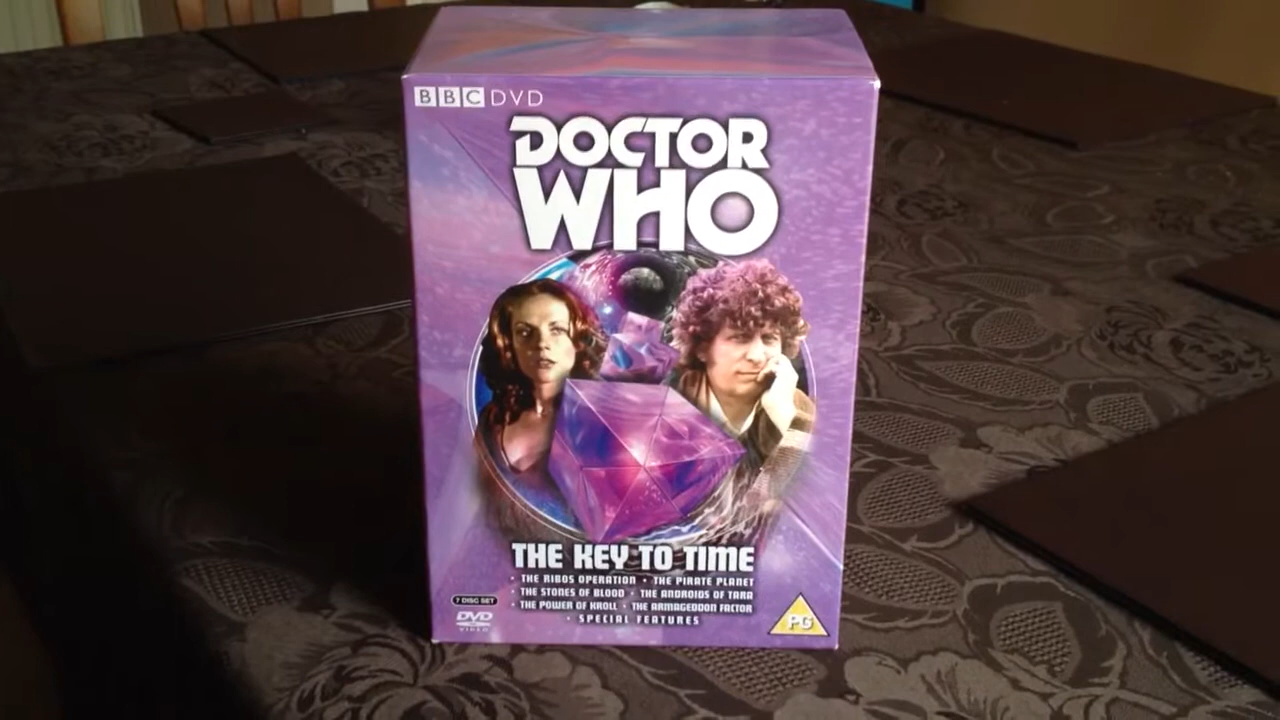 BBC DVD
DOCTOR
WHO
THE KEY TO TIME
· THE RIBOS OPERATION · THE PIRATE PLANET
· THE STONES OF BLOOD · THE ANDROIDS OF TARA
· THE POWER OF KROLL · THE ARMAGEDDON FACTOR
· SPECIAL FEATURES
7 DISC SET
DVD
VIDEO
PG